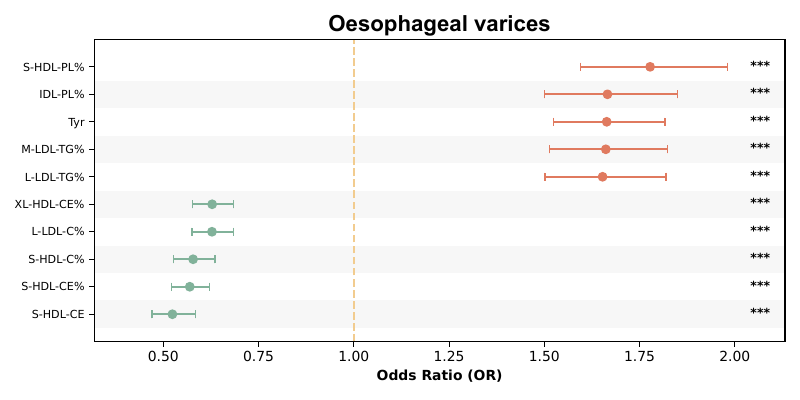 Oesophageal varices
S-HDL-PL% ***
IDL-PL% ***
Tyr ***
M-LDL-TG% ***
L-LDL-TG% ***
XL-HDL-CE% ***
L-LDL-C% ***
S-HDL-C% ***
S-HDL-CE% ***
S-HDL-CE ***
0.50 0.75 1.00 1.25 1.50 1.75 2.00
Odds Ratio (OR)